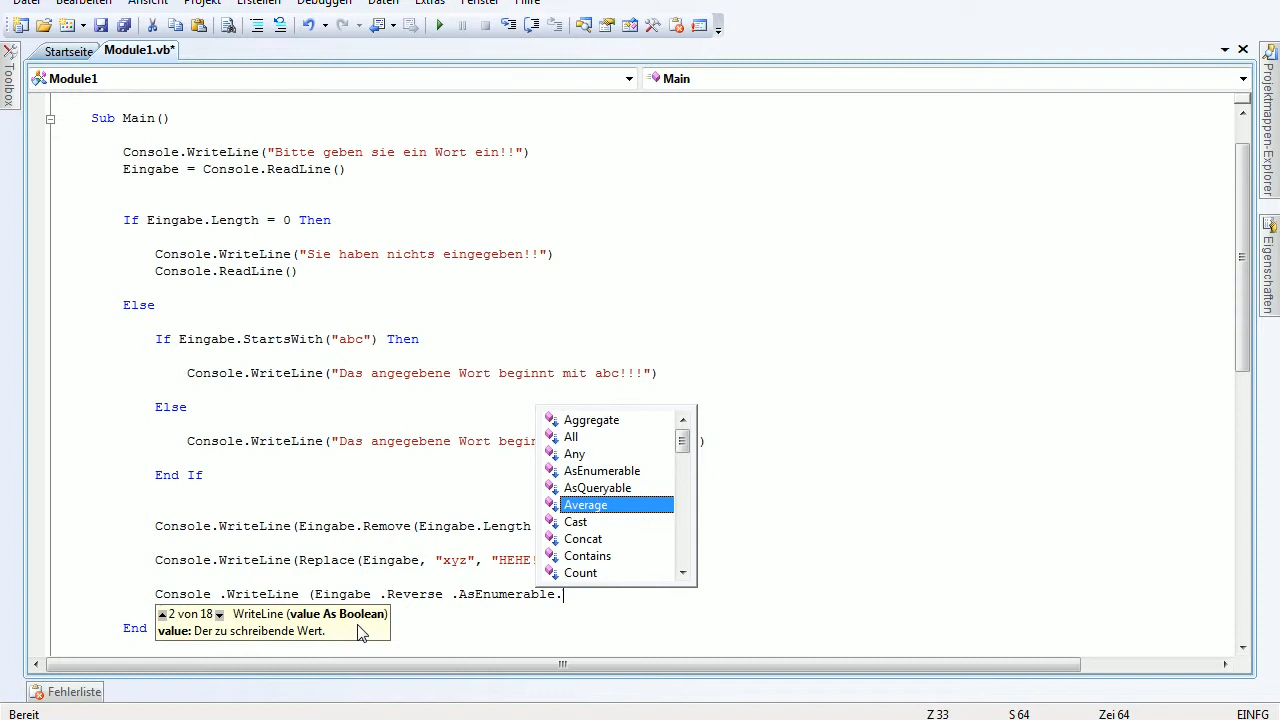 Datei Bearbeiten Ansicht Projekt Erstellen Debuggen Daten Extras Fenster Hilfe
Startseite Module1.vb*
Toolbox
Module1 Main
Projektmappen-Explorer
Eigenschaften
Sub Main()
Console.WriteLine("Bitte geben sie ein Wort ein!!")
Eingabe = Console.ReadLine()
If Eingabe.Length = 0 Then
Console.WriteLine("Sie haben nichts eingegeben!!")
Console.ReadLine()
Else
If Eingabe.StartsWith("abc") Then
Console.WriteLine("Das angegebene Wort beginnt mit abc!!!")
Else
Console.WriteLine("Das angegebene Wort begin )
End If
Console.WriteLine(Eingabe.Remove(Eingabe.Length
Console.WriteLine(Replace(Eingabe, "xyz", "HEHE!
Console .WriteLine (Eingabe .Reverse .AsEnumerable.
Aggregate
All
Any
AsEnumerable
AsQueryable
Average
Cast
Concat
Contains
Count
2 von 18 WriteLine (value As Boolean)
value: Der zu schreibende Wert.
End
Fehlerliste
Bereit Z 33 S 64 Zei 64 EINFG